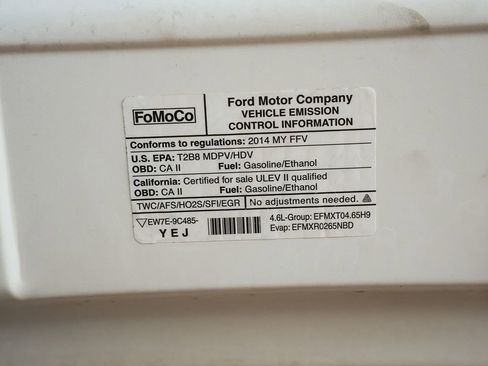 FoMoCo
Ford Motor Company
VEHICLE EMISSION
CONTROL INFORMATION
Conforms to regulations: 2014 MY FFV
U.S. EPA: T2B8 MDPV/HDV
OBD: CA II Fuel: Gasoline/Ethanol
California: Certified for sale ULEV II qualified
OBD: CA II Fuel: Gasoline/Ethanol
TWC/AFS/HO2S/SFI/EGR No adjustments needed.
EW7E-9C485-
YEJ
4.6L-Group: EFMXT04.65H9
Evap: EFMXR0265NBD